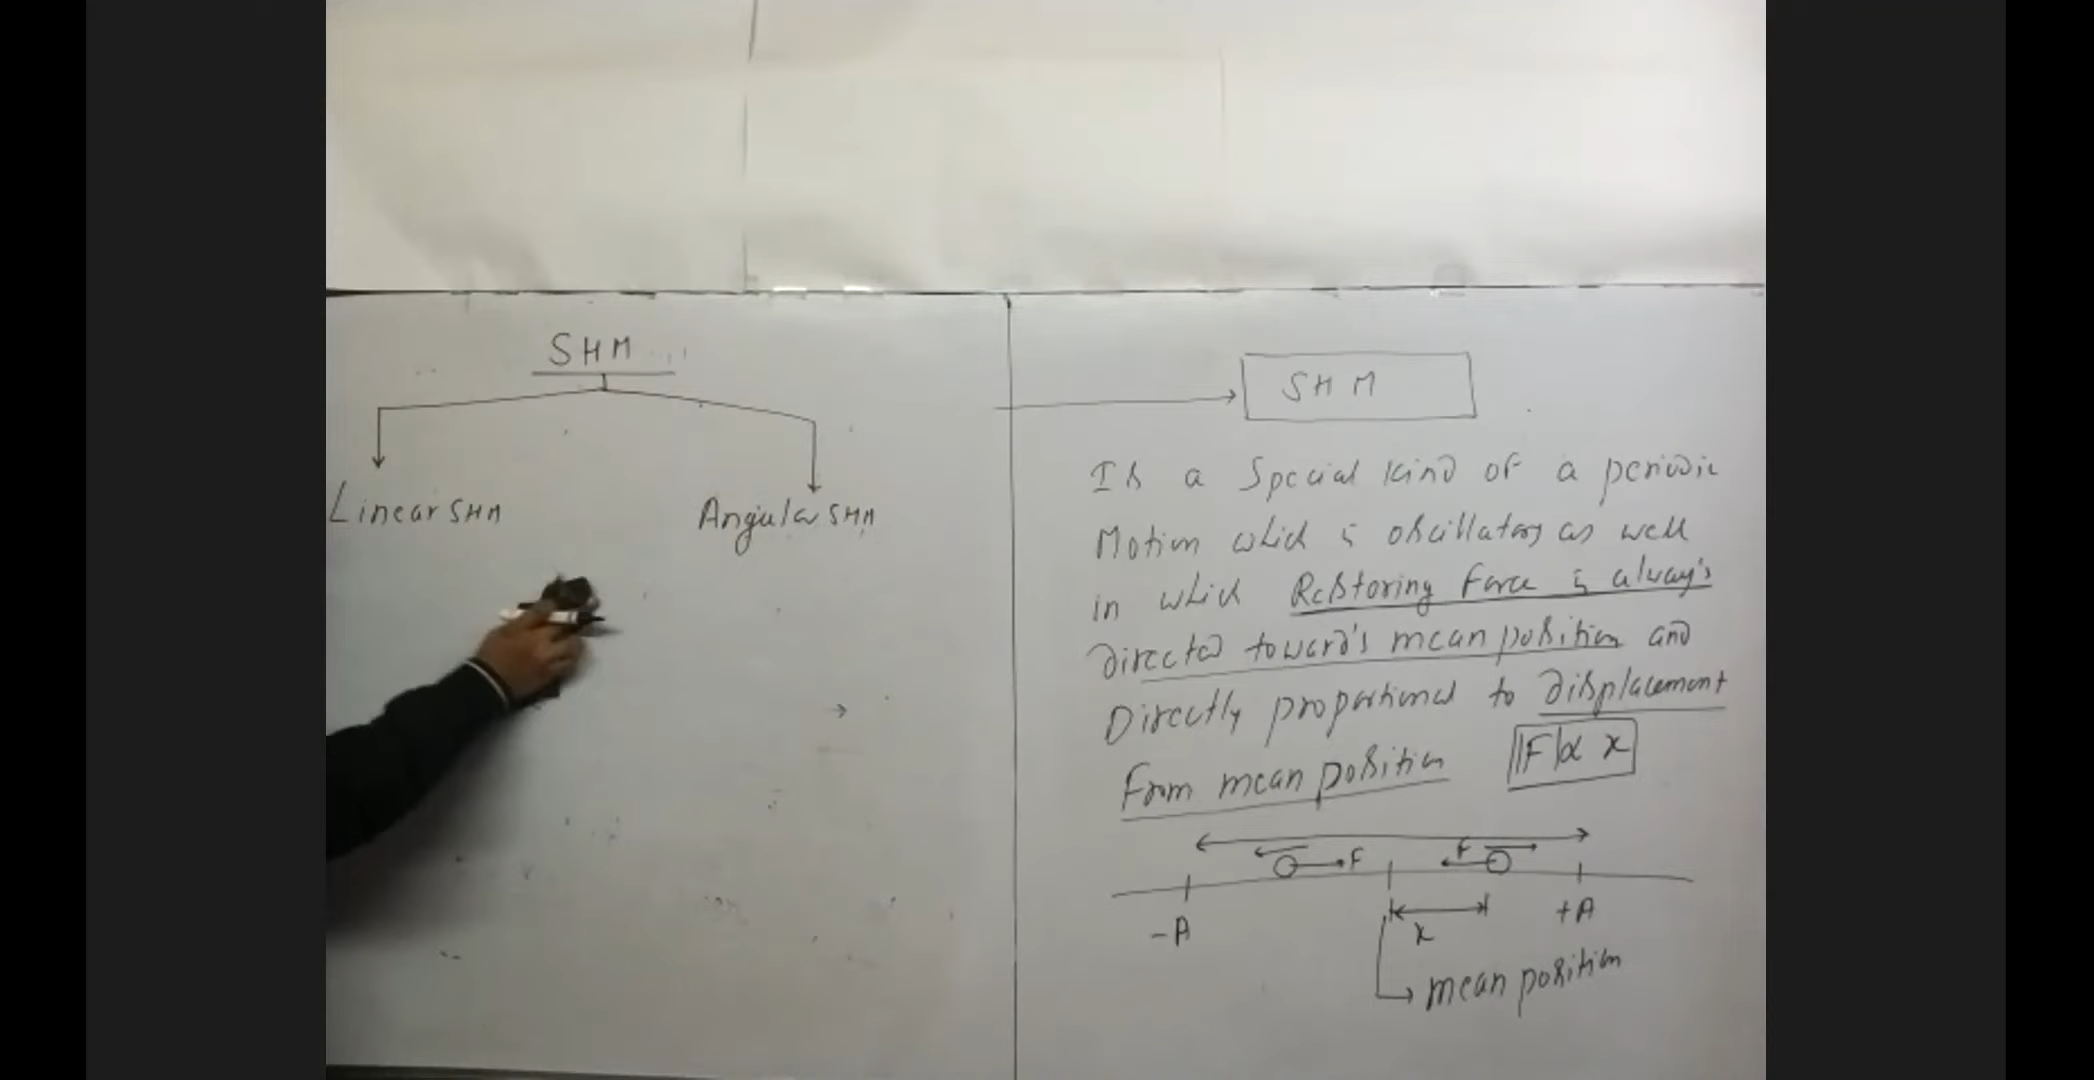 SHM
Linear SHM
Angular SHM
SHM
Is a Special kind of a periodic
Motion which is oscillatory as well
in which Restoring Force is always's
directed toward's mean position and
Directly proportional to displacement
From mean position |F| ∝ x
F F
-A x +A
mean position